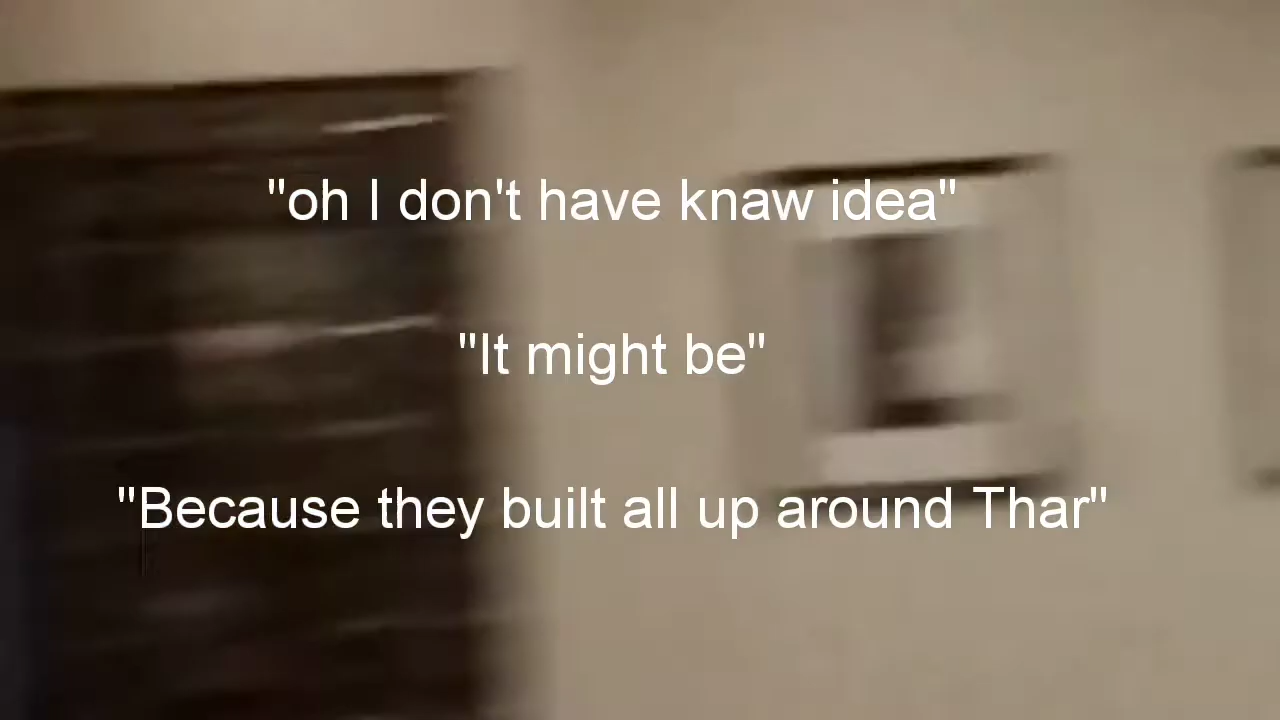 "oh I don't have knaw idea"
"It might be"
"Because they built all up around Thar"